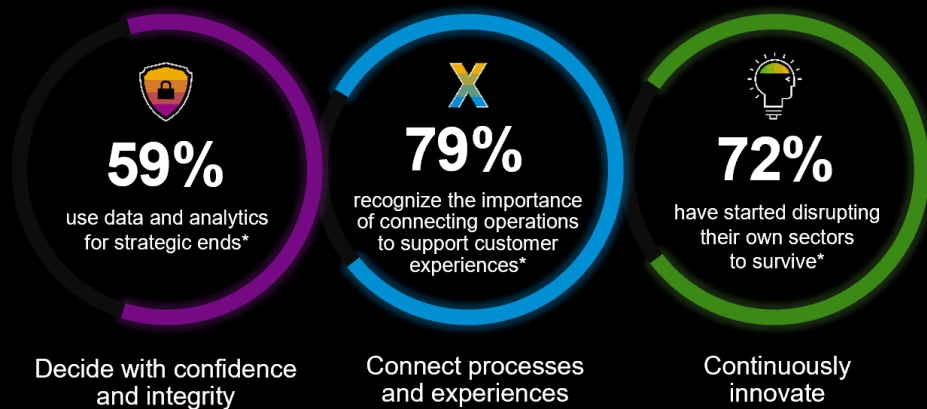 59%
use data and analytics
for strategic ends*
79%
recognize the importance
of connecting operations
to support customer
experiences*
72%
have started disrupting
their own sectors
to survive*
Decide with confidence
and integrity
Connect processes
and experiences
Continuously
innovate